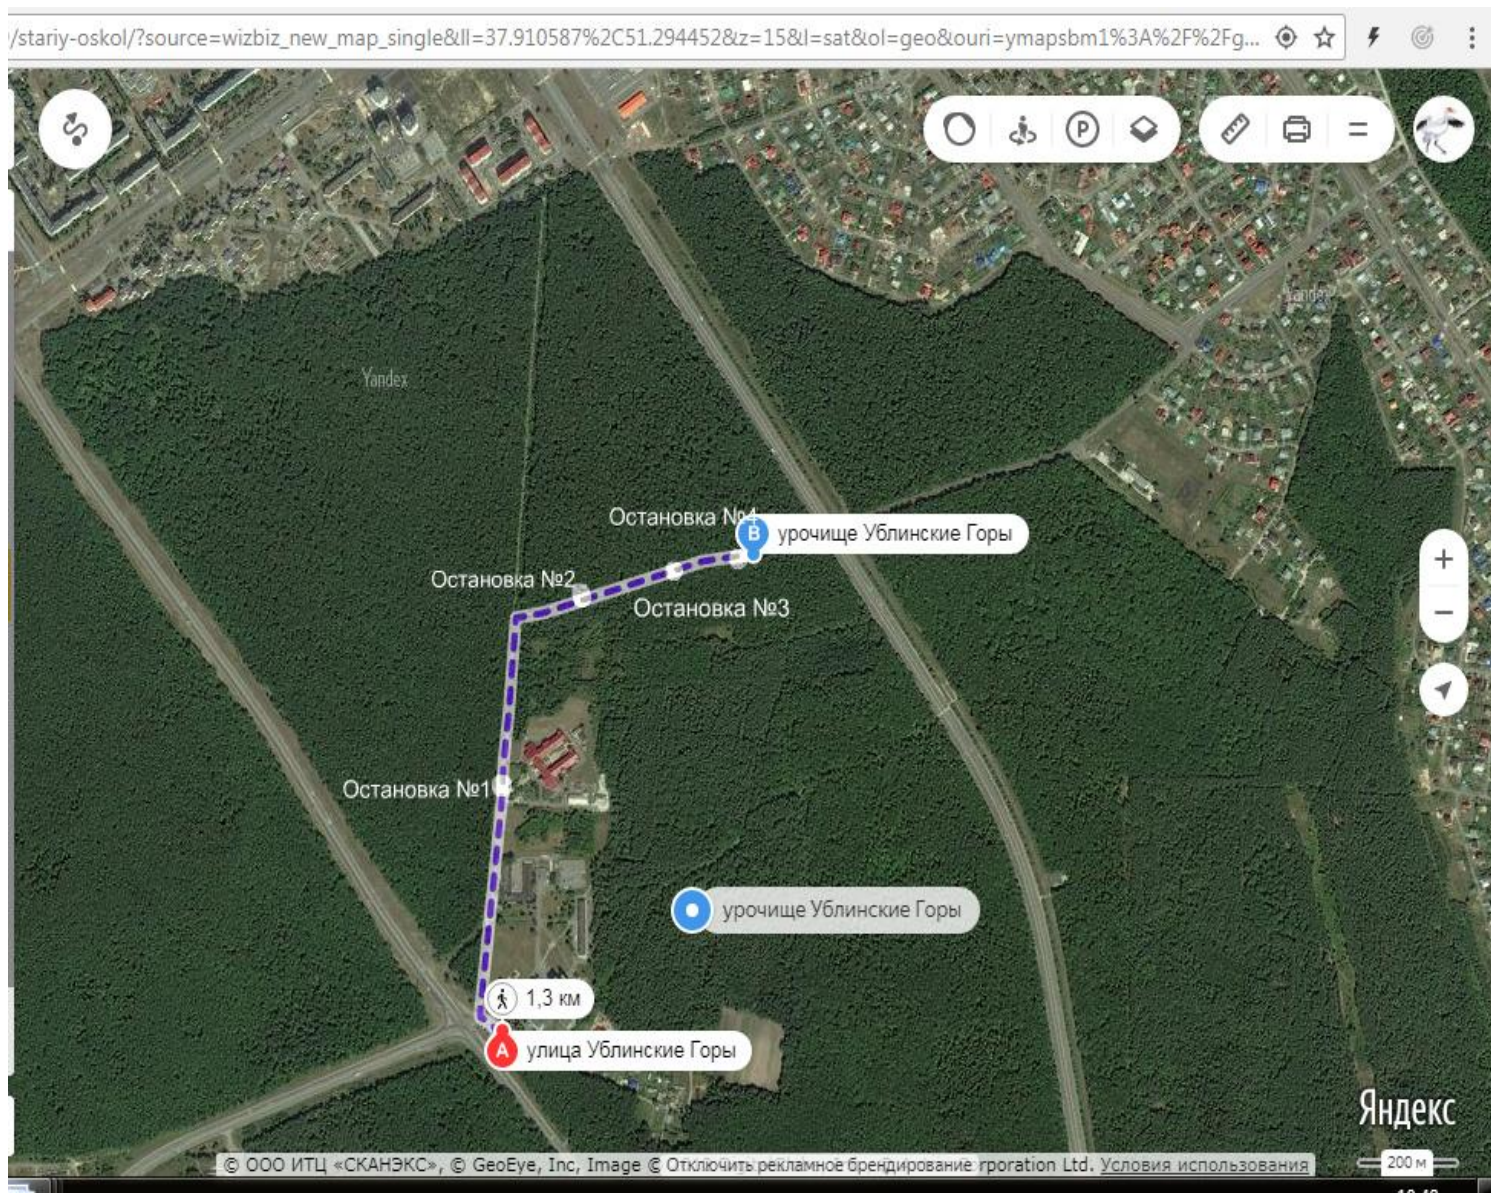 /stariy-oskol/?source=wizbiz_new_map_single&ll=37.910587%2C51.294452&z=15&l=sat&ol=geo&ouri=ymapsbm1%3A%2F%2Fg...
P
Yandex
Yandex
Остановка №4
B урочище Ублинские Горы
Остановка №2
Остановка №3
Остановка №1
урочище Ублинские Горы
1,3 км
A улица Ублинские Горы
Яндекс
© ООО ИТЦ «СКАНЭКС», © GeoEye, Inc, Image © Отключить рекламное брендирование rporation Ltd. Условия использования
200 м